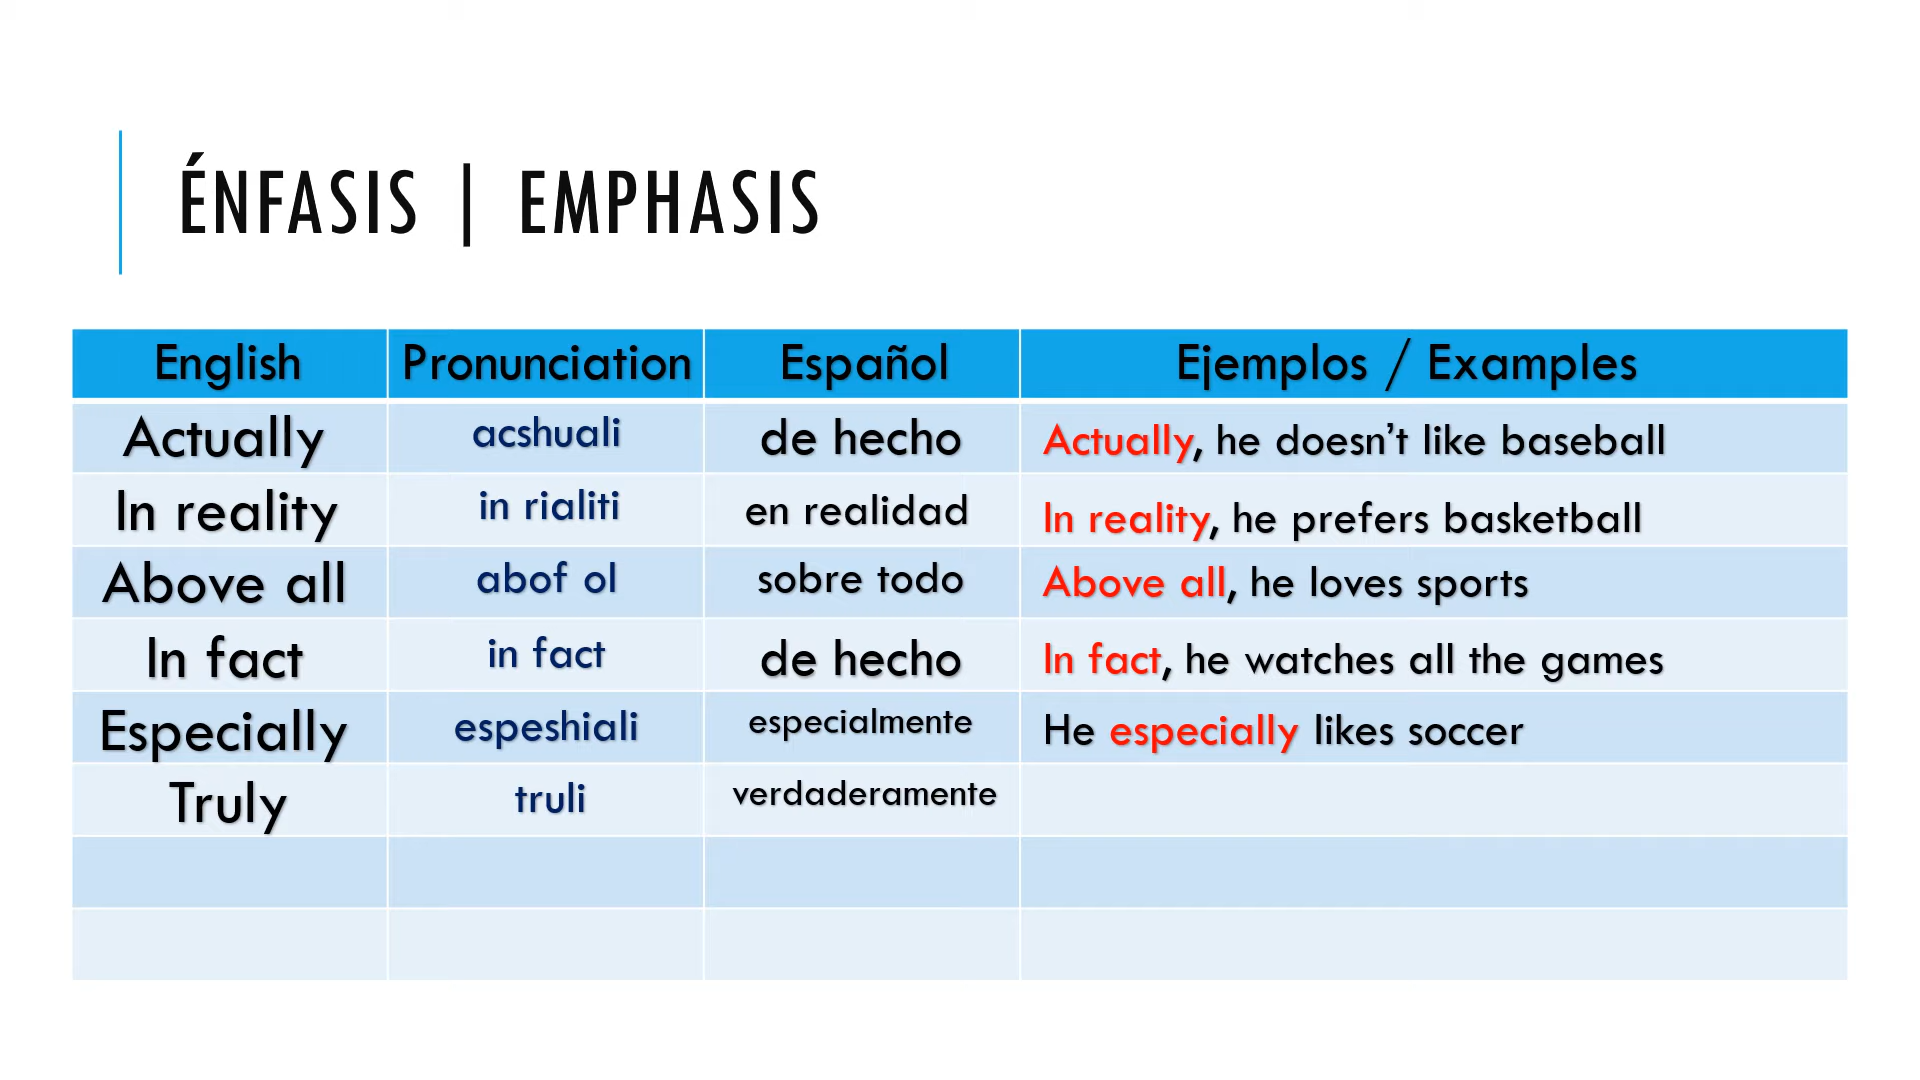 ÉNFASIS | EMPHASIS
English Pronunciation Español Ejemplos / Examples
Actually acshuali de hecho Actually, he doesn’t like baseball
In reality in rialiti en realidad In reality, he prefers basketball
Above all abof ol sobre todo Above all, he loves sports
In fact in fact de hecho In fact, he watches all the games
Especially espeshiali especialmente He especially likes soccer
Truly truli verdaderamente